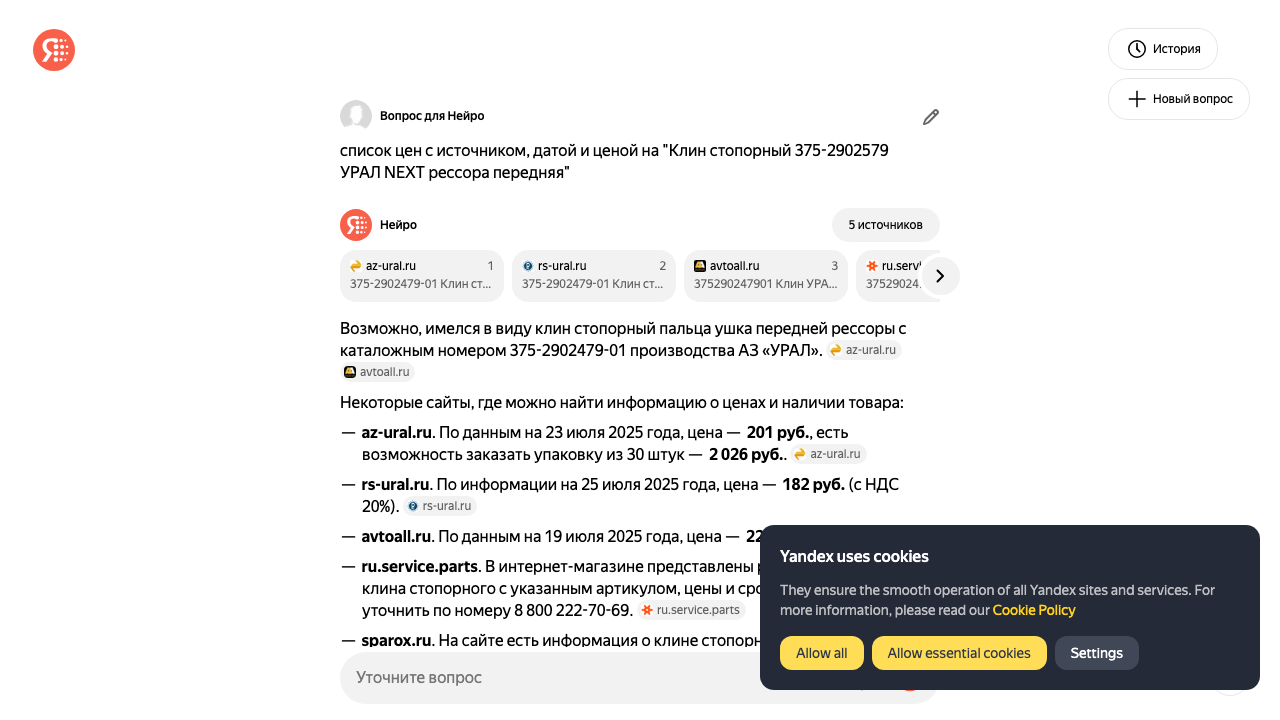 История
Новый вопрос
Вопрос для Нейро
список цен с источником, датой и ценой на "Клин стопорный 375-2902579
УРАЛ NEXT рессора передняя"
Нейро
5 источников
az-ural.ru 1
375-2902479-01 Клин ст...
rs-ural.ru 2
375-2902479-01 Клин ст...
avtoall.ru 3
375290247901 Клин УРА...
ru.servi
37529024
Возможно, имелся в виду клин стопорный пальца ушка передней рессоры с
каталожным номером 375-2902479-01 производства АЗ «УРАЛ». az-ural.ru
avtoall.ru
Некоторые сайты, где можно найти информацию о ценах и наличии товара:
— az-ural.ru. По данным на 23 июля 2025 года, цена — 201 руб., есть
возможность заказать упаковку из 30 штук — 2 026 руб.. az-ural.ru
— rs-ural.ru. По информации на 25 июля 2025 года, цена — 182 руб. (с НДС
20%). rs-ural.ru
— avtoall.ru. По данным на 19 июля 2025 года, цена — 22
— ru.service.parts. В интернет-магазине представлены
клина стопорного с указанным артикулом, цены и сро
уточнить по номеру 8 800 222-70-69. ru.service.parts
— sparox.ru. На сайте есть информация о клине стопорн
Уточните вопрос
Yandex uses cookies
They ensure the smooth operation of all Yandex sites and services. For
more information, please read our Cookie Policy
Allow all
Allow essential cookies
Settings